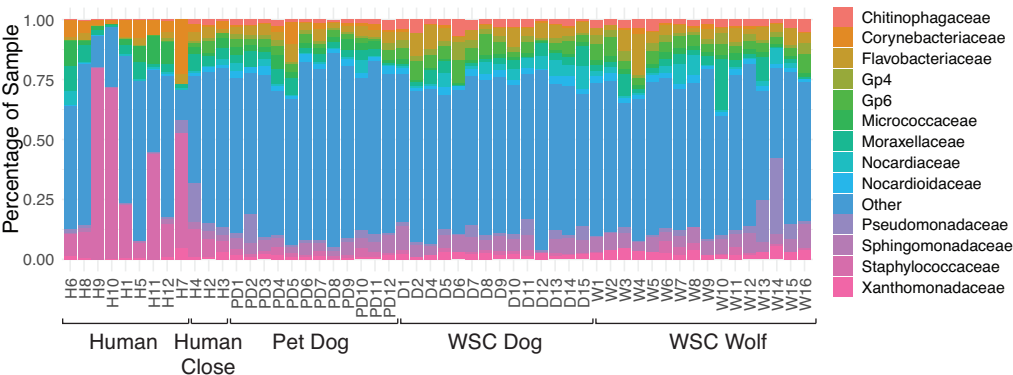 Percentage of Sample
1.00
0.75
0.50
0.25
0.00
H6 H8 H9 H10 H1 H5 H11 H12 H7 H4 H2 H3 PD1 PD2 PD3 PD4 PD5 PD6 PD7 PD8 PD9 PD10 PD11 PD12 D1 D2 D4 D5 D6 D7 D8 D9 D10 D11 D12 D13 D14 D15 W1 W2 W3 W4 W5 W6 W7 W8 W9 W10 W11 W12 W13 W14 W15 W16
Human
Human
Close
Pet Dog
WSC Dog
WSC Wolf
Chitinophagaceae
Corynebacteriaceae
Flavobacteriaceae
Gp4
Gp6
Micrococcaceae
Moraxellaceae
Nocardiaceae
Nocardioidaceae
Other
Pseudomonadaceae
Sphingomonadaceae
Staphylococcaceae
Xanthomonadaceae